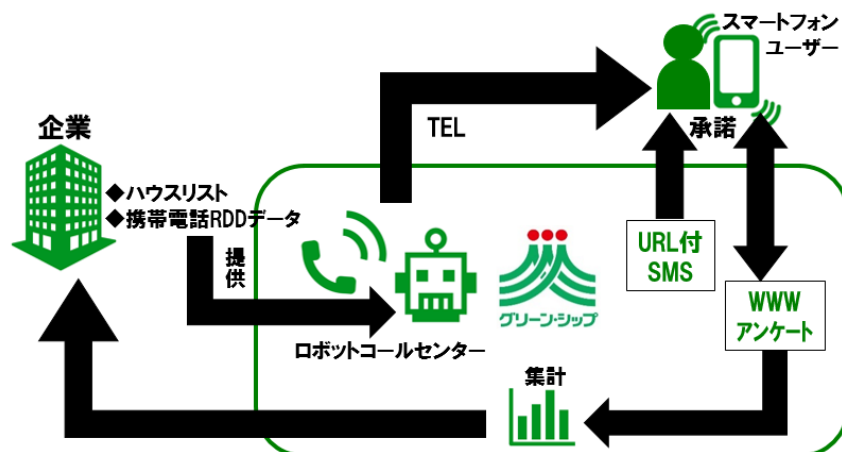 スマートフォン
ユーザー
企業
TEL
承諾
◆ハウスリスト
◆携帯電話RDDデータ
提供
URL付
SMS
WWW
アンケート
グリーン・シップ
ロボットコールセンター
集計